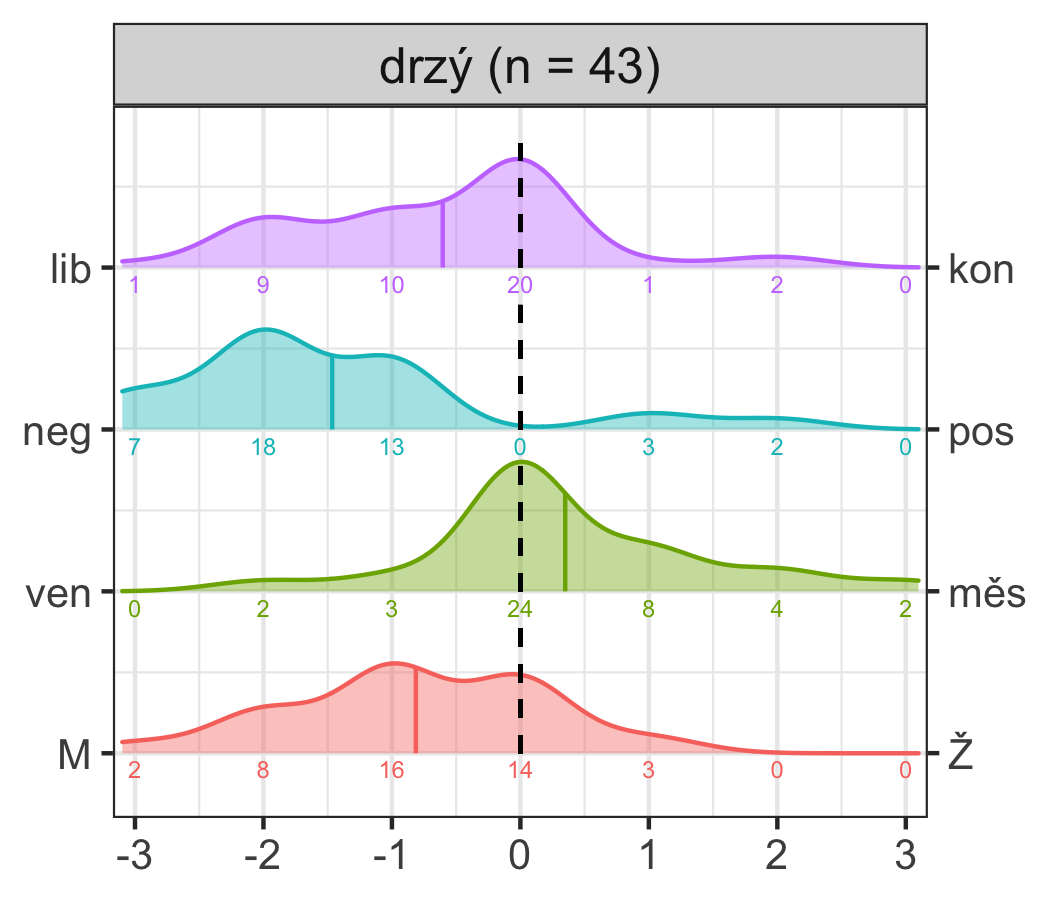 drzý (n = 43)
lib kon
1 9 10 20 1 2 0
neg pos
7 18 13 0 3 2 0
ven měs
0 2 3 24 8 4 2
M Ž
2 8 16 14 3 0 0
-3 -2 -1 0 1 2 3